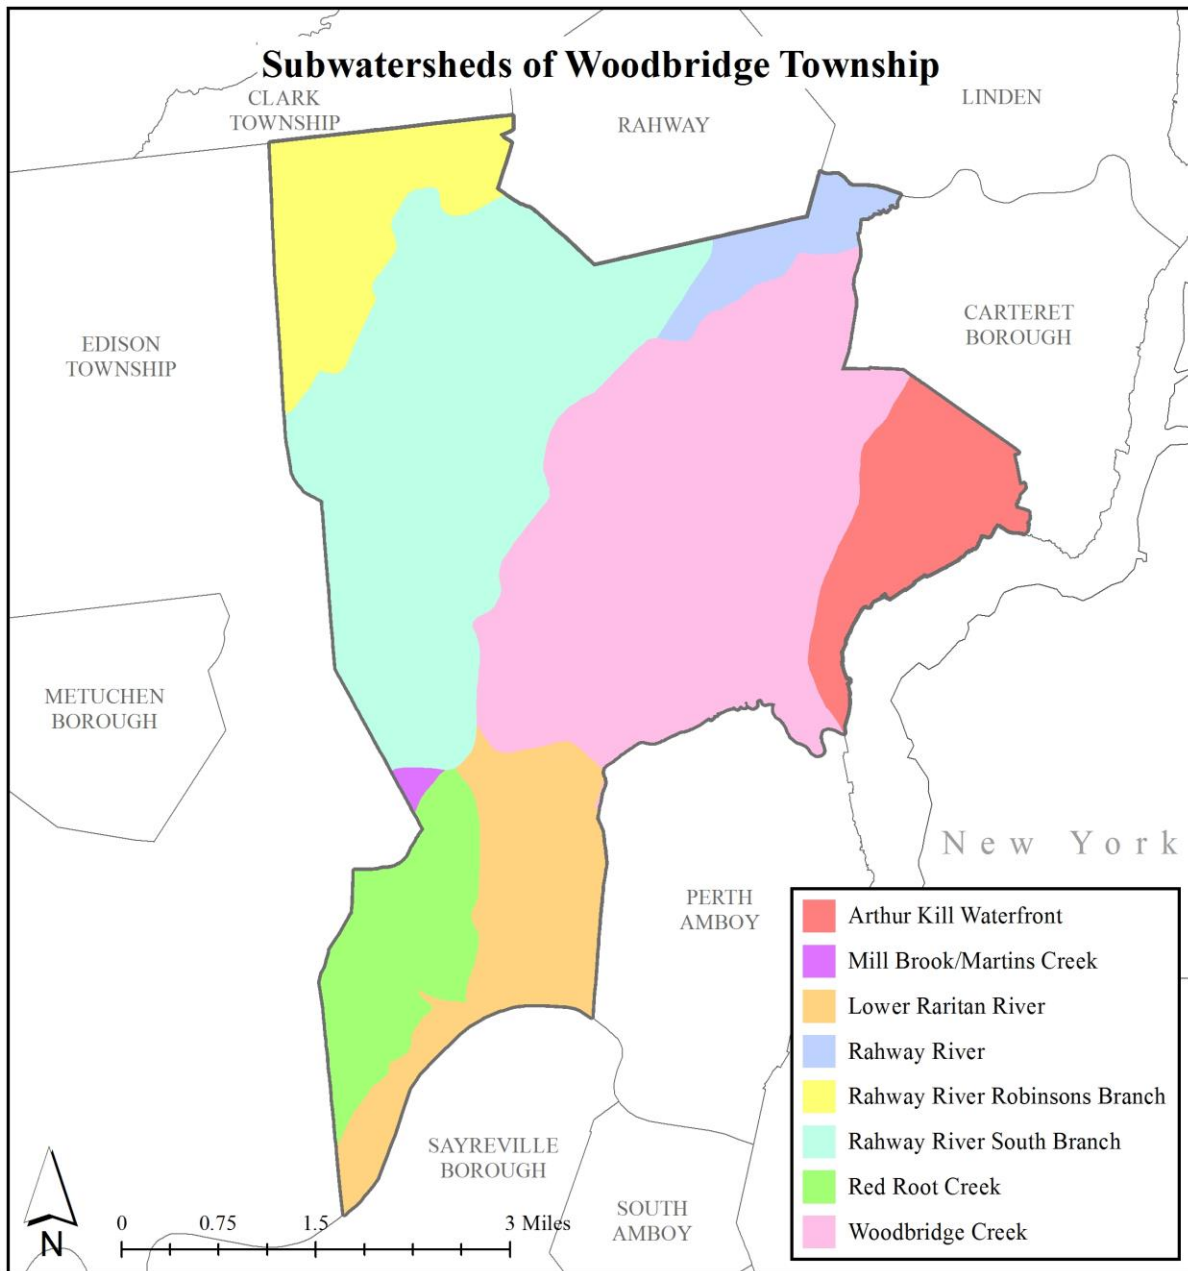 Subwatersheds of Woodbridge Township
CLARK
TOWNSHIP
RAHWAY
LINDEN
EDISON
TOWNSHIP
CARTERET
BOROUGH
METUCHEN
BOROUGH
New York
PERTH
AMBOY
SAYREVILLE
BOROUGH
SOUTH
AMBOY
Arthur Kill Waterfront
Mill Brook/Martins Creek
Lower Raritan River
Rahway River
Rahway River Robinsons Branch
Rahway River South Branch
Red Root Creek
Woodbridge Creek
N
0 0.75 1.5 3 Miles